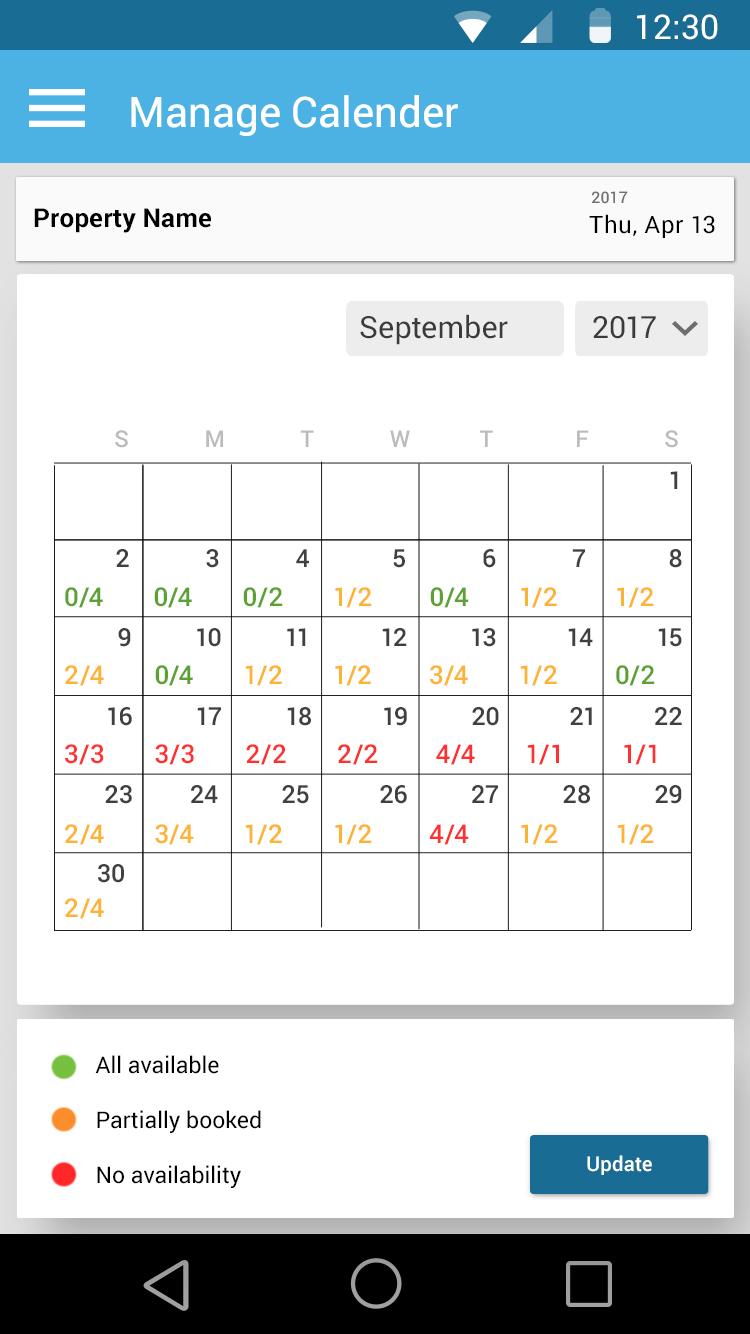 12:30
Manage Calender
Property Name
2017
Thu, Apr 13
September 2017
S M T W T F S
1
2 3 4 5 6 7 8
0/4 0/4 0/2 1/2 0/4 1/2 1/2
9 10 11 12 13 14 15
2/4 0/4 1/2 1/2 3/4 1/2 0/2
16 17 18 19 20 21 22
3/3 3/3 2/2 2/2 4/4 1/1 1/1
23 24 25 26 27 28 29
2/4 3/4 1/2 1/2 4/4 1/2 1/2
30
2/4
All available
Partially booked
No availability
Update